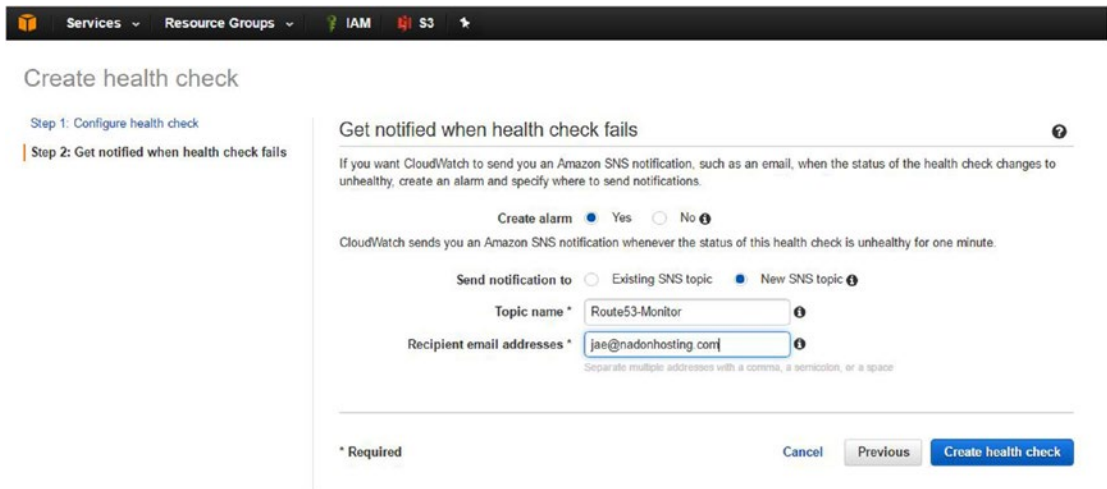 Services Resource Groups IAM S3
Create health check
Step 1: Configure health check
Step 2: Get notified when health check fails
Get notified when health check fails
If you want CloudWatch to send you an Amazon SNS notification, such as an email, when the status of the health check changes to
unhealthy, create an alarm and specify where to send notifications.
Create alarm Yes No
CloudWatch sends you an Amazon SNS notification whenever the status of this health check is unhealthy for one minute.
Send notification to Existing SNS topic New SNS topic
Topic name * Route53-Monitor
Recipient email addresses * jae@nadonhosting.com
Separate multiple addresses with a comma, a semicolon, or a space
* Required Cancel Previous Create health check